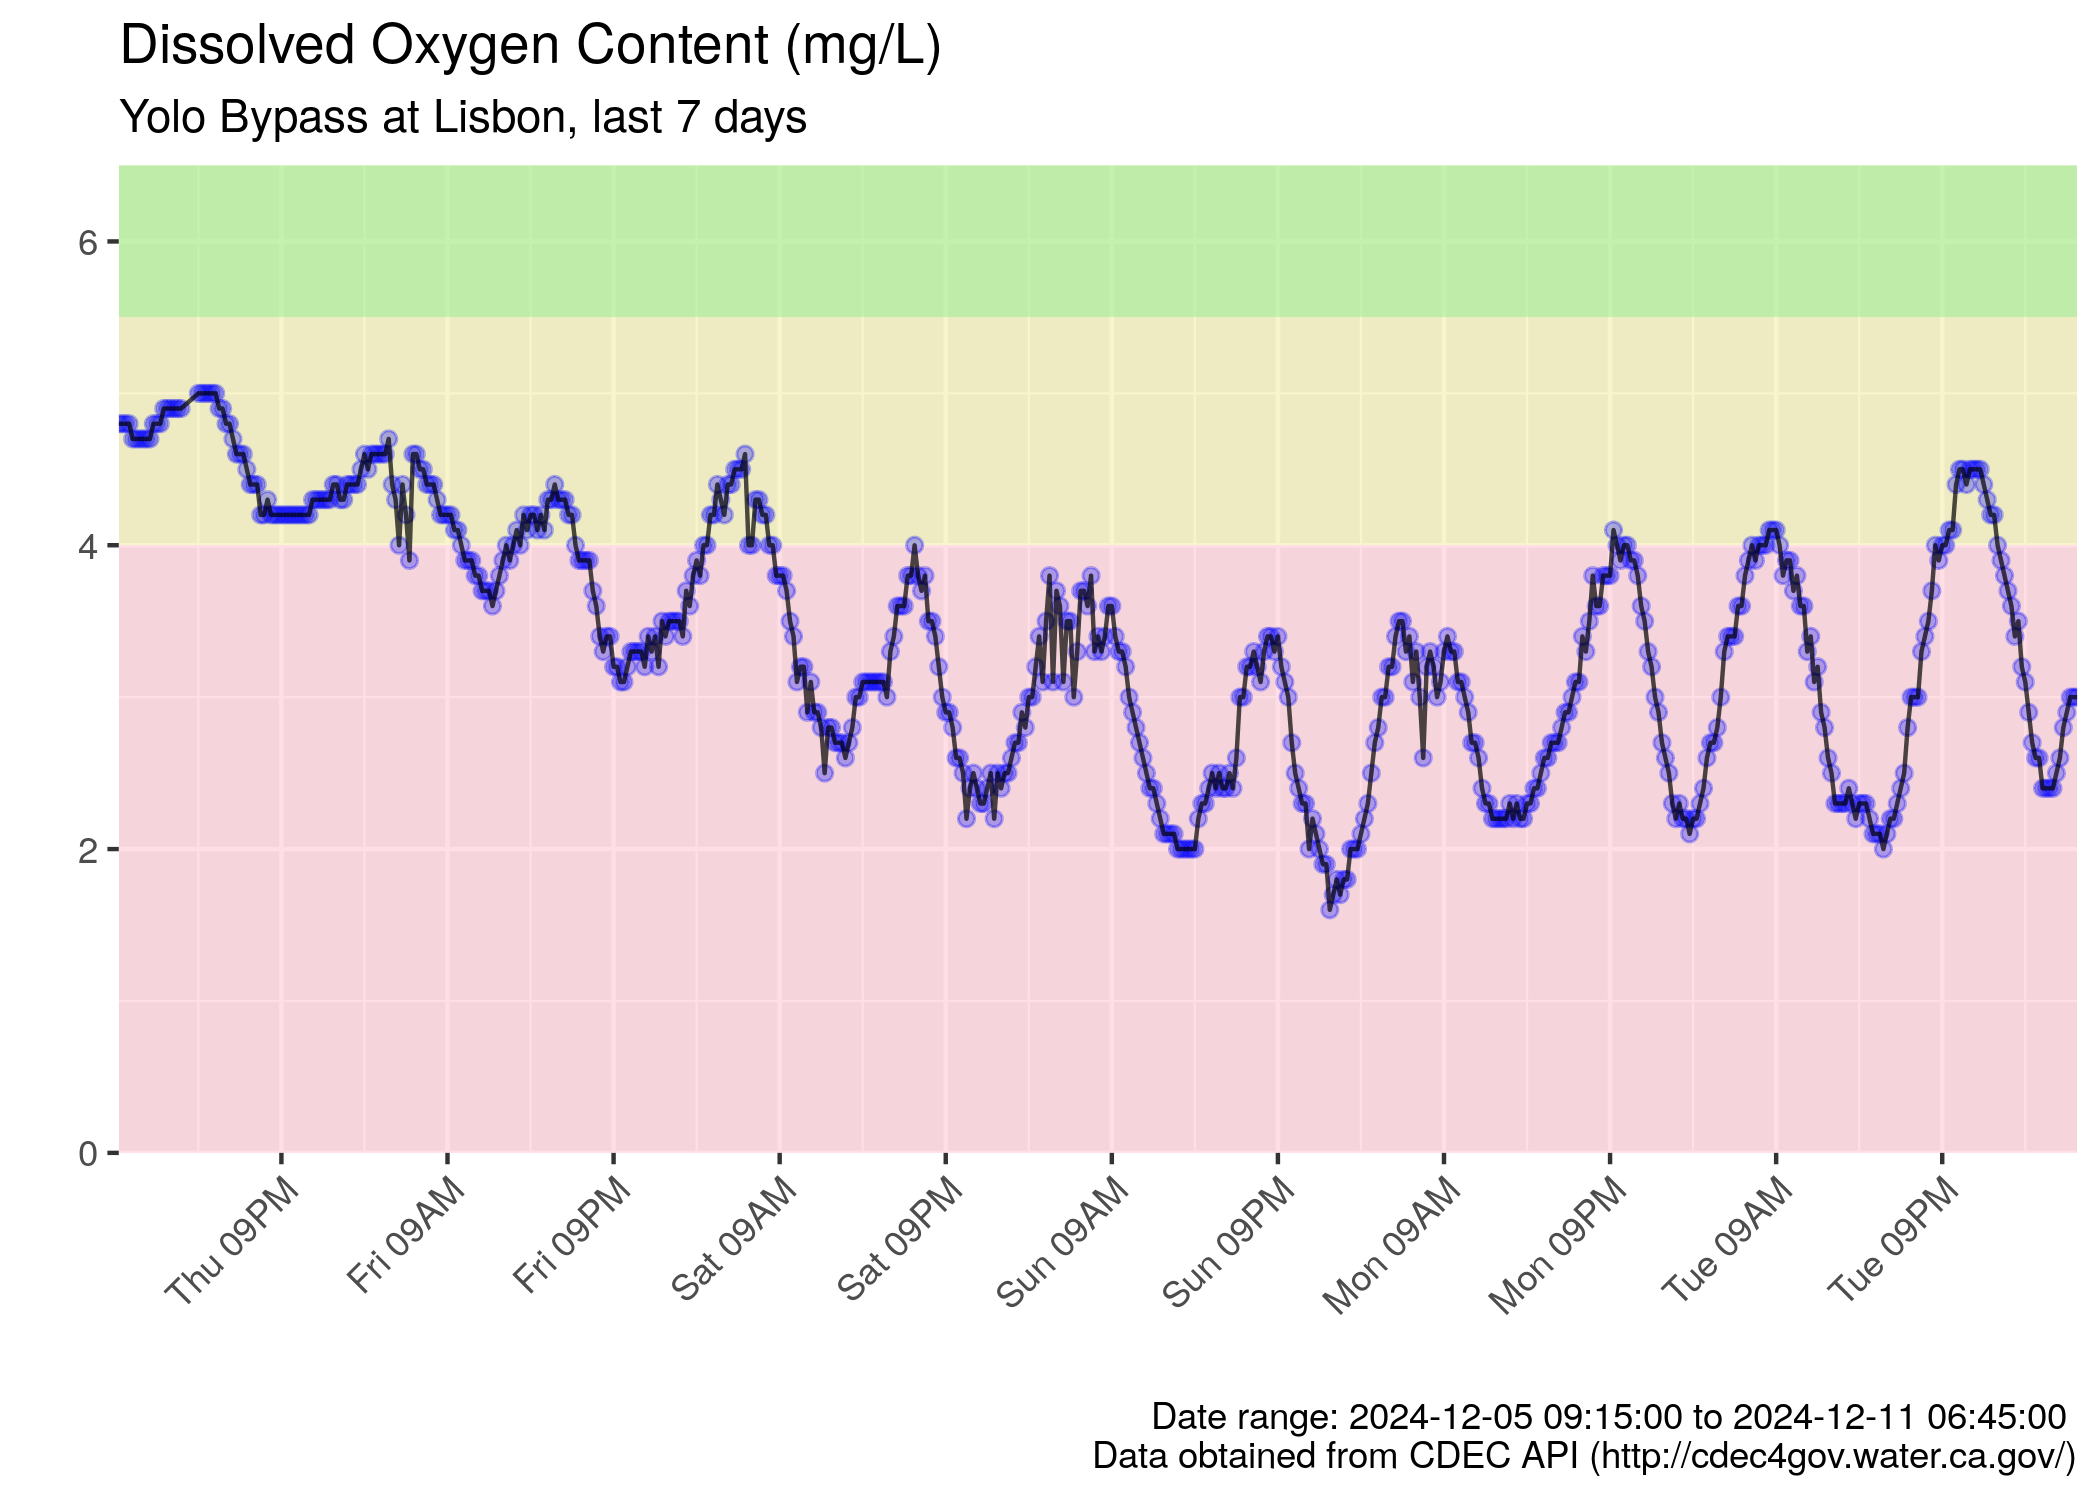 Dissolved Oxygen Content (mg/L)
Yolo Bypass at Lisbon, last 7 days
6
4
2
0
Thu 09PM
Fri 09AM
Fri 09PM
Sat 09AM
Sat 09PM
Sun 09AM
Sun 09PM
Mon 09AM
Mon 09PM
Tue 09AM
Tue 09PM
Date range: 2024-12-05 09:15:00 to 2024-12-11 06:45:00
Data obtained from CDEC API (http://cdec4gov.water.ca.gov/)